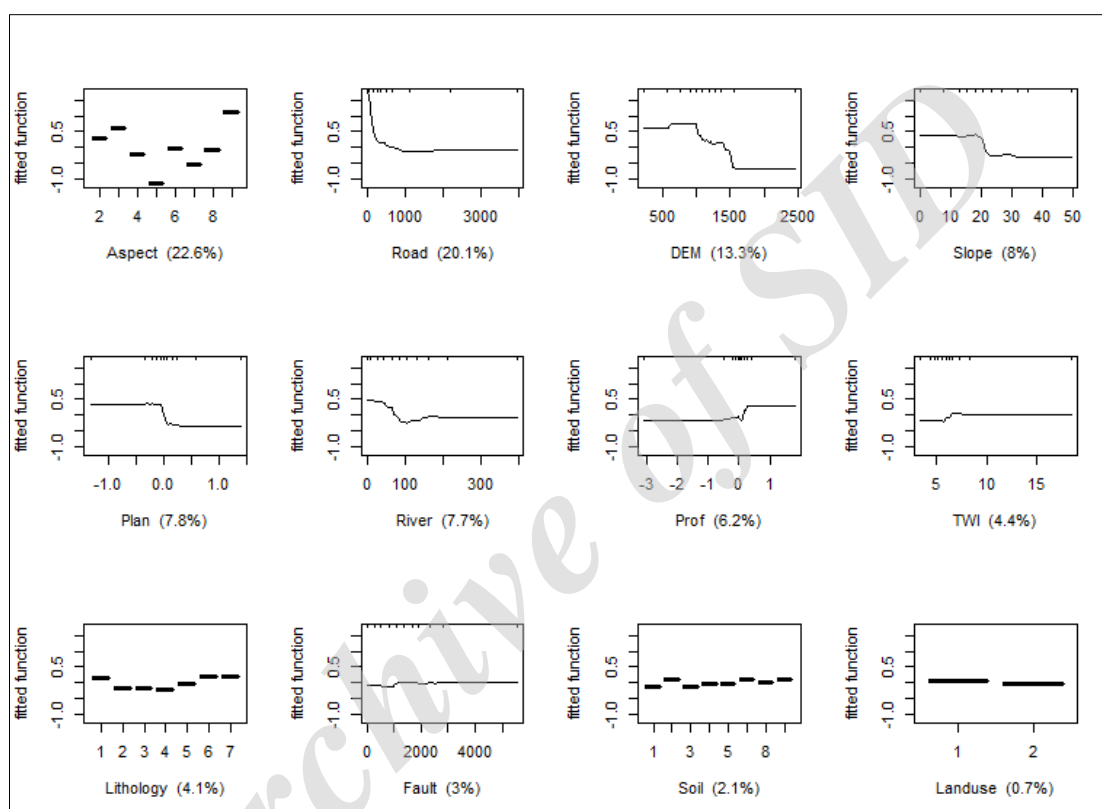 fitted function
0.5
-1.0
2 4 6 8
Aspect (22.6%)
fitted function
0.5
-1.0
0 1000 3000
Road (20.1%)
fitted function
0.5
-1.0
500 1500 2500
DEM (13.3%)
fitted function
0.5
-1.0
0 10 20 30 40 50
Slope (8%)
fitted function
0.5
-1.0
-1.0 0.0 1.0
Plan (7.8%)
fitted function
0.5
-1.0
0 100 300
River (7.7%)
fitted function
0.5
-1.0
-3 -2 -1 0 1
Prof (6.2%)
fitted function
0.5
-1.0
5 10 15
TWI (4.4%)
fitted function
0.5
-1.0
1 2 3 4 5 6 7
Lithology (4.1%)
fitted function
0.5
-1.0
0 2000 4000
Fault (3%)
fitted function
0.5
-1.0
1 3 5 8
Soil (2.1%)
fitted function
0.5
-1.0
1 2
Landuse (0.7%)
rchive of SID